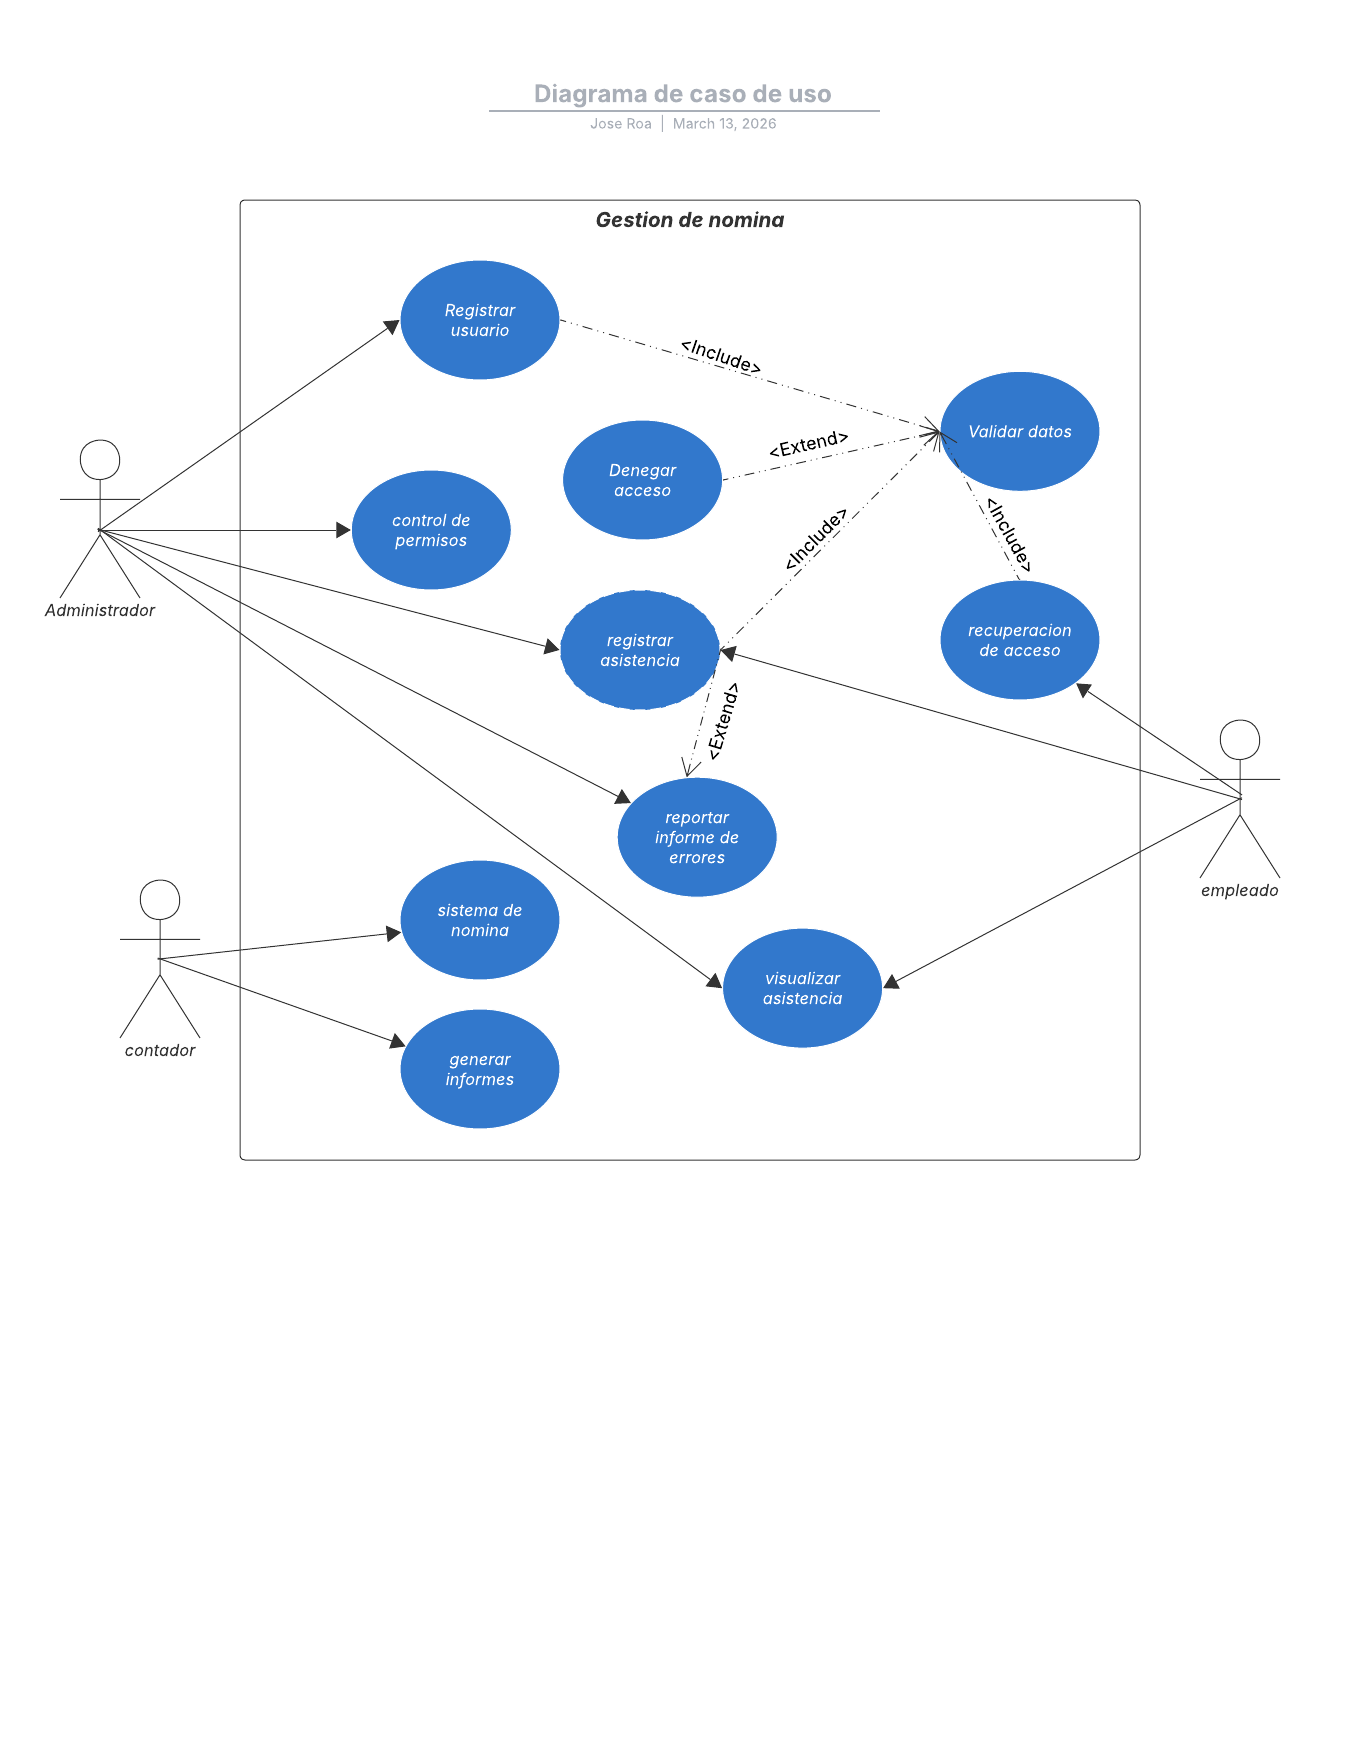 Diagrama de caso de uso
Jose Roa | March 13, 2026
Gestion de nomina
Registrar
usuario
<Include>
Validar datos
<Extend>
Denegar
acceso
control de
permisos
<Include>
<Include>
Administrador
registrar
asistencia
recuperacion
de acceso
<Extend>
reportar
informe de
errores
empleado
sistema de
nomina
visualizar
asistencia
contador
generar
informes